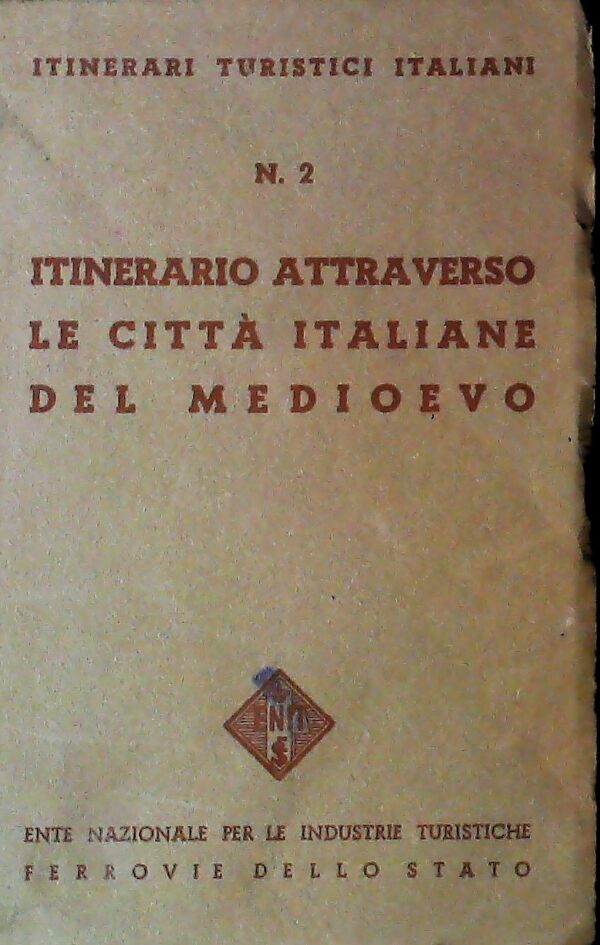 ITINERARI TURISTICI ITALIANI
N. 2
ITINERARIO ATTRAVERSO
LE CITTÀ ITALIANE
DEL MEDIOEVO
ENIT
ENTE NAZIONALE PER LE INDUSTRIE TURISTICHE
FERROVIE DELLO STATO